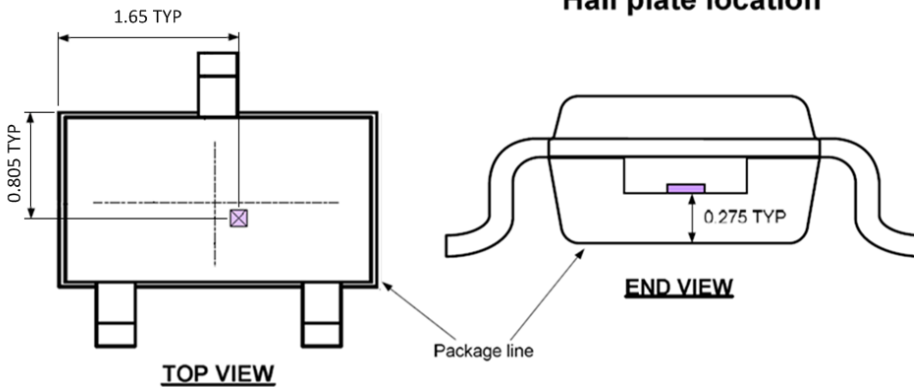 Hall plate location
1.65 TYP
0.805 TYP
0.275 TYP
END VIEW
Package line
TOP VIEW